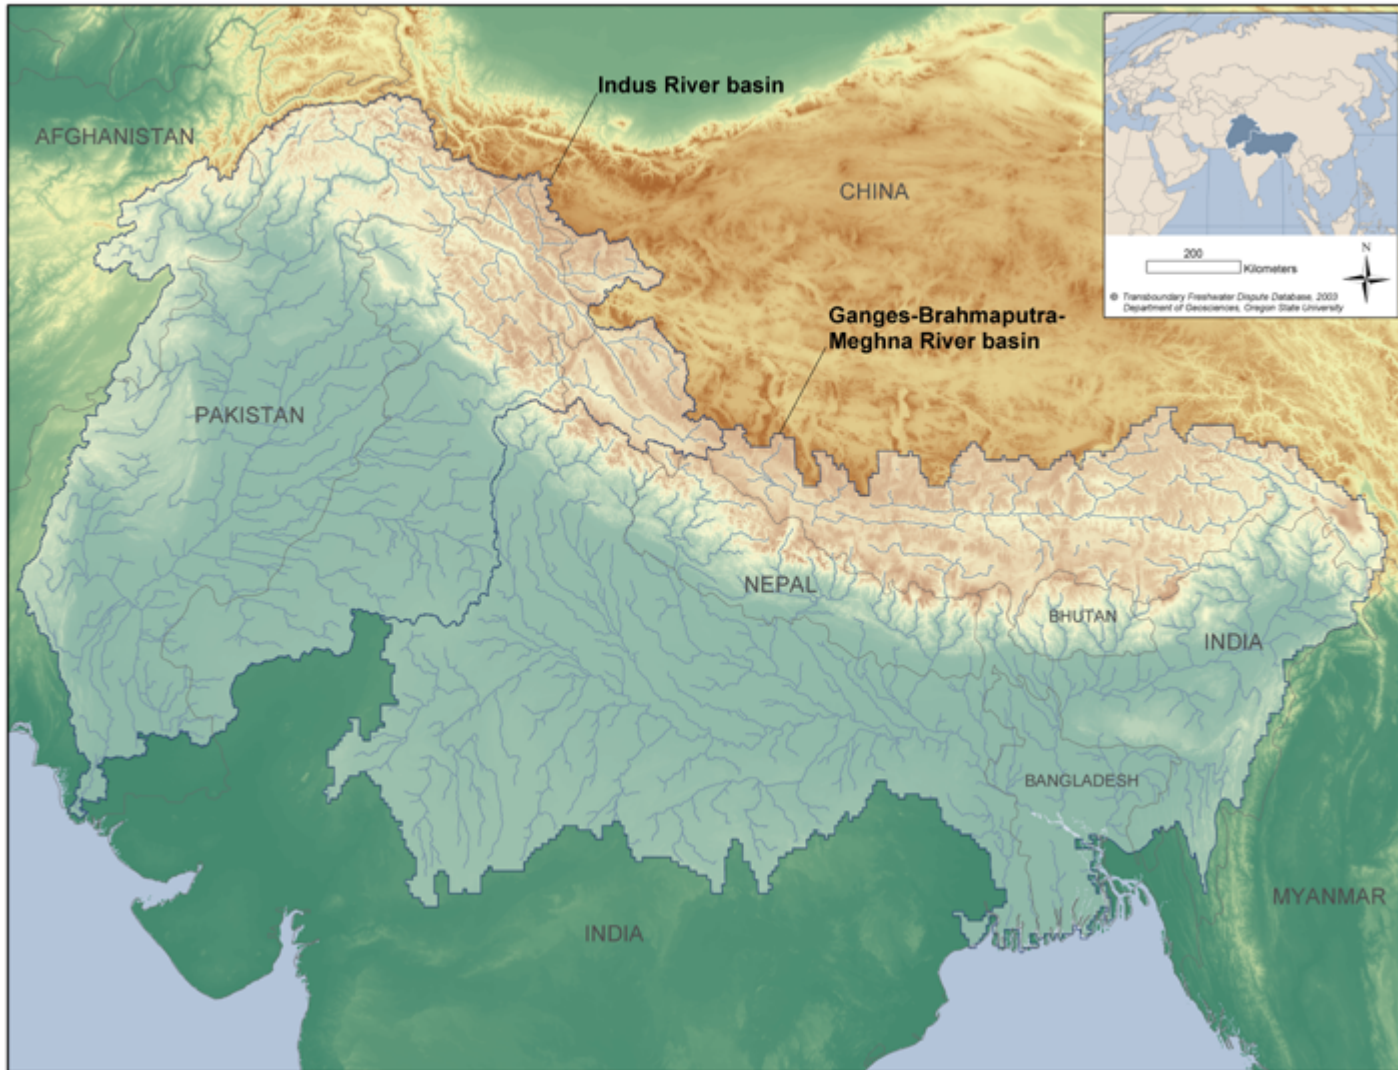 Indus River basin
AFGHANISTAN
CHINA
N
200
Kilometers
© Transboundary Freshwater Dispute Database, 2003
Department of Geosciences, Oregon State University
Ganges-Brahmaputra-
Meghna River basin
PAKISTAN
NEPAL
BHUTAN
INDIA
BANGLADESH
MYANMAR
INDIA